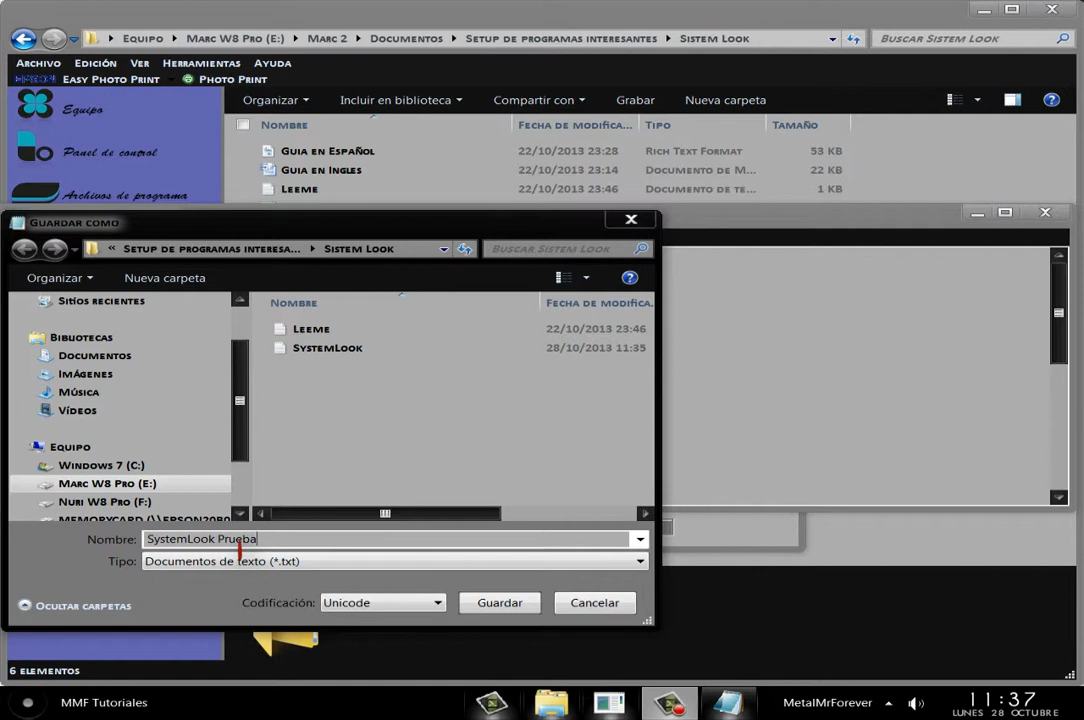 Equipo ▸ Marc W8 Pro (E:) ▸ Marc 2 ▸ Documentos ▸ Setup de programas interesantes ▸ Sistem Look
Buscar Sistem Look
Archivo Edición Ver Herramientas Ayuda
Easy Photo Print Photo Print
Organizar Incluir en biblioteca Compartir con Grabar Nueva carpeta
Equipo
Panel de control
Archivos de programa
Nombre Fecha de modifica... Tipo Tamaño
Guia en Español 22/10/2013 23:28 Rich Text Format 53 KB
Guia en Ingles 22/10/2013 23:14 Documento de M... 22 KB
Leeme 22/10/2013 23:46 Documento de te... 1 KB
Guardar como
« Setup de programas interesa... ▸ Sistem Look
Buscar Sistem Look
Organizar Nueva carpeta
Sitios recientes
Bibliotecas
Documentos
Imágenes
Música
Vídeos
Equipo
Windows 7 (C:)
Marc W8 Pro (E:)
Nuri W8 Pro (F:)
Nombre Fecha de modifica...
Leeme 22/10/2013 23:46
SystemLook 28/10/2013 11:35
Nombre: SystemLook Prueba
Tipo: Documentos de texto (*.txt)
Ocultar carpetas
Codificación: Unicode Guardar Cancelar
6 elementos
MMF Tutoriales
MetalMrForever
11:37
Lunes 28 Octubre